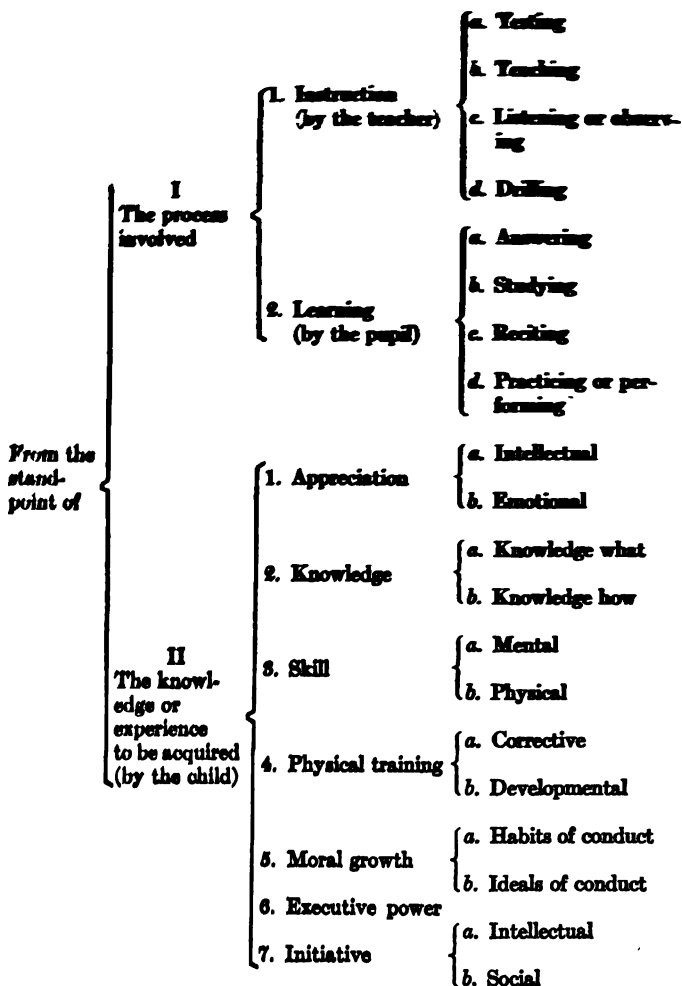 From the
stand-
point of
I
The process
involved
1. Instruction
(by the teacher)
a. Testing
b. Teaching
c. Listening or observ-
ing
d. Drilling
2. Learning
(by the pupil)
a. Answering
b. Studying
c. Reciting
d. Practicing or per-
forming
II
The knowl-
edge or
experience
to be acquired
(by the child)
1. Appreciation
a. Intellectual
b. Emotional
2. Knowledge
a. Knowledge what
b. Knowledge how
3. Skill
a. Mental
b. Physical
4. Physical training
a. Corrective
b. Developmental
5. Moral growth
a. Habits of conduct
b. Ideals of conduct
6. Executive power
7. Initiative
a. Intellectual
b. Social